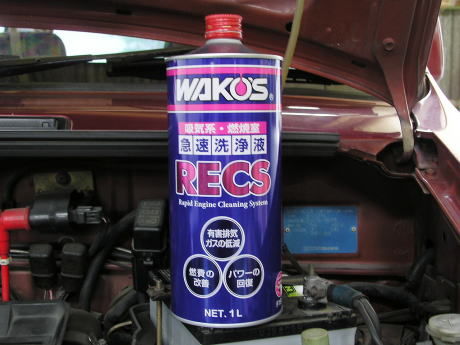 WAKO'S®
吸気系・燃焼室
急速洗浄液
RECS
Rapid Engine Cleaning System
有害排気
ガスの低減
燃費の
改善
パワーの
回復
NET. 1L